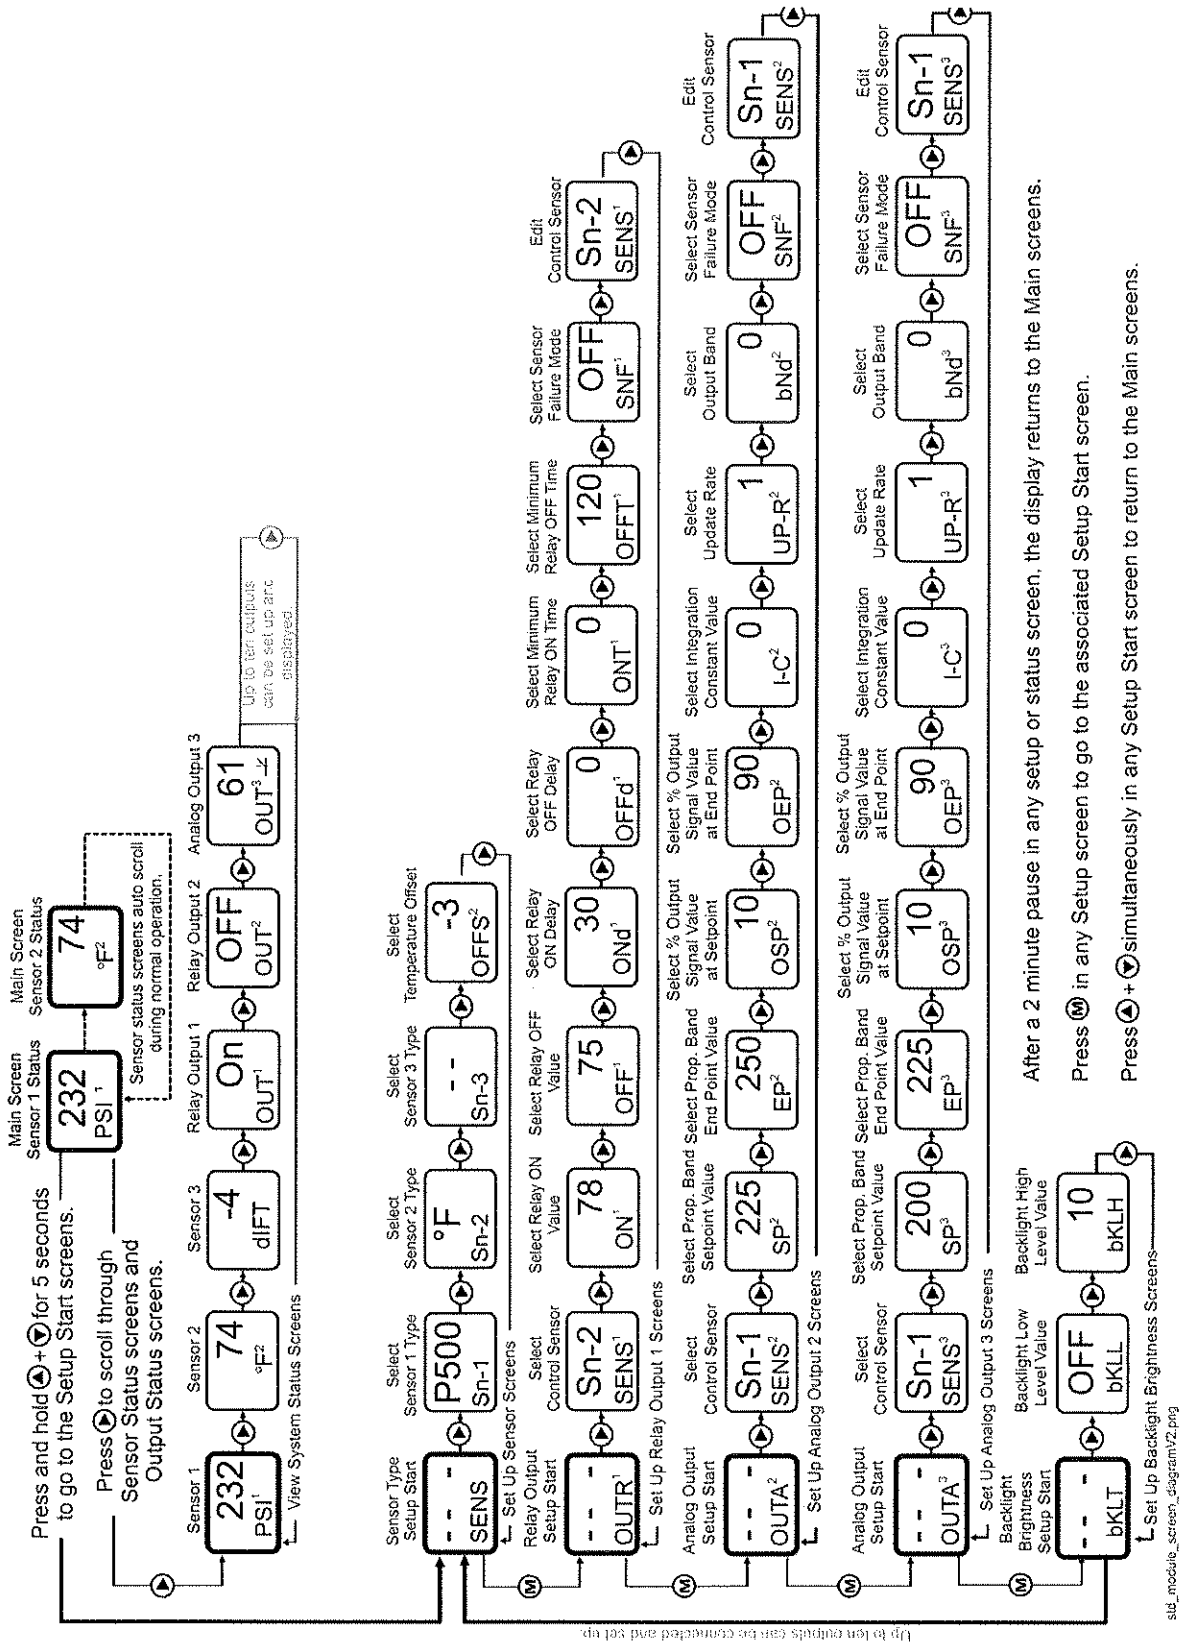 Press and hold ▲+▼ for 5 seconds
to go to the Setup Start screens.
Press ▶ to scroll through
Sensor Status screens and
Output Status screens.
Main Screen
Sensor 1 Status
232
PSI¹
Main Screen
Sensor 2 Status
74
°F²
Sensor status screens auto scroll
during normal operation.
Sensor 1
232
PSI¹
Sensor 2
74
°F²
Sensor 3
-4
dIFT
Relay Output 1
On
OUT¹
Relay Output 2
OFF
OUT²
Analog Output 3
61
OUT³
Up to ten outputs
can be set up and
displayed.
View System Status Screens
Sensor Type
Setup Start
- - -
SENS
Select
Sensor 1 Type
P500
Sn-1
Select
Sensor 2 Type
°F
Sn-2
Select
Sensor 3 Type
- -
Sn-3
Select
Temperature Offset
-3
OFFS²
Set Up Sensor Screens
M
Relay Output
Setup Start
- - -
OUTR¹
Select
Control Sensor
Sn-2
SENS¹
Select Relay ON
Value
78
ON¹
Select Relay OFF
Value
75
OFF¹
Select Relay
ON Delay
30
ONd¹
Select Relay
OFF Delay
0
OFFd¹
Select Minimum
Relay ON Time
0
ONT¹
Select Minimum
Relay OFF Time
120
OFFT¹
Select Sensor
Failure Mode
OFF
SNF¹
Edit
Control Sensor
Sn-2
SENS¹
Set Up Relay Output 1 Screens
M
Analog Output
Setup Start
- - -
OUTA²
Select
Control Sensor
Sn-1
SENS²
Select Prop. Band
Setpoint Value
225
SP²
Select Prop. Band
End Point Value
250
EP²
Select % Output
Signal Value
at Setpoint
10
OSP²
Select % Output
Signal Value
at End Point
90
OEP²
Select Integration
Constant Value
0
I-C²
Select
Update Rate
1
UP-R²
Select
Output Band
0
bNd²
Select Sensor
Failure Mode
OFF
SNF²
Edit
Control Sensor
Sn-1
SENS²
Set Up Analog Output 2 Screens
M
Analog Output
Setup Start
- - -
OUTA³
Select
Control Sensor
Sn-1
SENS³
Select Prop. Band
Setpoint Value
200
SP³
Select Prop. Band
End Point Value
225
EP³
Select % Output
Signal Value
at Setpoint
10
OSP³
Select % Output
Signal Value
at End Point
90
OEP³
Select Integration
Constant Value
0
I-C³
Select
Update Rate
1
UP-R³
Select
Output Band
0
bNd³
Select Sensor
Failure Mode
OFF
SNF³
Edit
Control Sensor
Sn-1
SENS³
Set Up Analog Output 3 Screens
M
Backlight
Brightness
Setup Start
- - -
bKLT
Backlight Low
Level Value
OFF
bKLL
Backlight High
Level Value
10
bKLH
Set Up Backlight Brightness Screens
Up to ten outputs can be connected and set up.
After a 2 minute pause in any setup or status screen, the display returns to the Main screens.
Press Ⓜ in any Setup screen to go to the associated Setup Start screen.
Press ▲+▼ simultaneously in any Setup Start screen to return to the Main screens.
std_module_screen_diagramV2.png